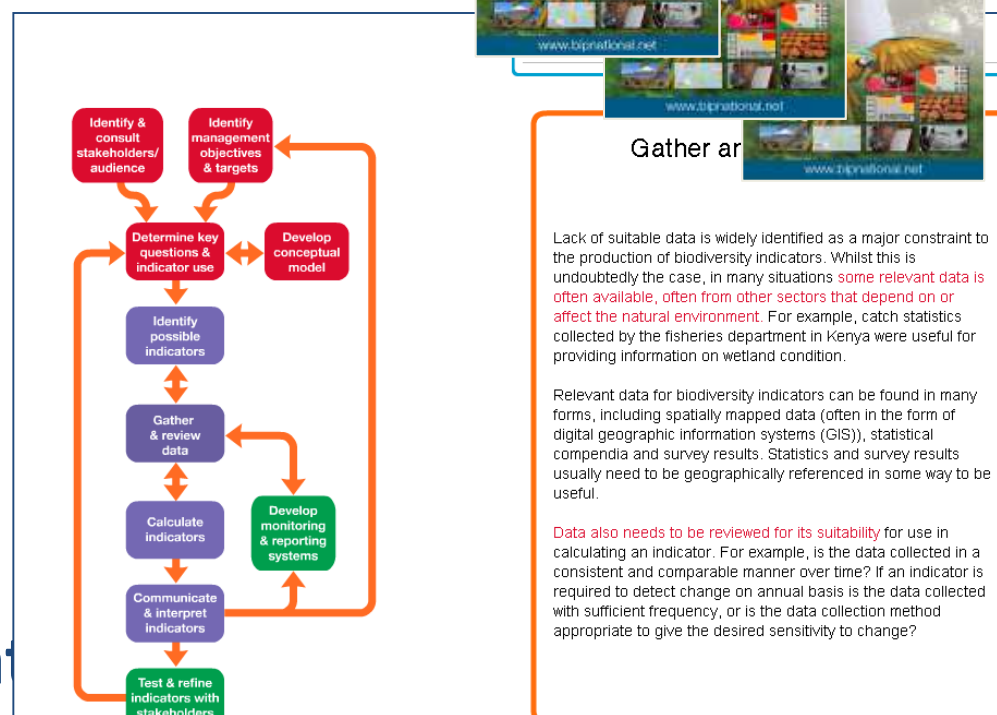 www.bipnational.net
www.bipnational.net
www.bipnational.net
Identify &
consult
stakeholders/
audience
Identify
management
objectives
& targets
Determine key
questions &
indicator use
Develop
conceptual
model
Identify
possible
indicators
Gather
& review
data
Calculate
indicators
Develop
monitoring
& reporting
systems
Communicate
& interpret
indicators
Test & refine
indicators with
stakeholders
Gather ar
Lack of suitable data is widely identified as a major constraint to
the production of biodiversity indicators. Whilst this is
undoubtedly the case, in many situations some relevant data is
often available, often from other sectors that depend on or
affect the natural environment. For example, catch statistics
collected by the fisheries department in Kenya were useful for
providing information on wetland condition.
Relevant data for biodiversity indicators can be found in many
forms, including spatially mapped data (often in the form of
digital geographic information systems (GIS)), statistical
compendia and survey results. Statistics and survey results
usually need to be geographically referenced in some way to be
useful.
Data also needs to be reviewed for its suitability for use in
calculating an indicator. For example, is the data collected in a
consistent and comparable manner over time? If an indicator is
required to detect change on annual basis is the data collected
with sufficient frequency, or is the data collection method
appropriate to give the desired sensitivity to change?